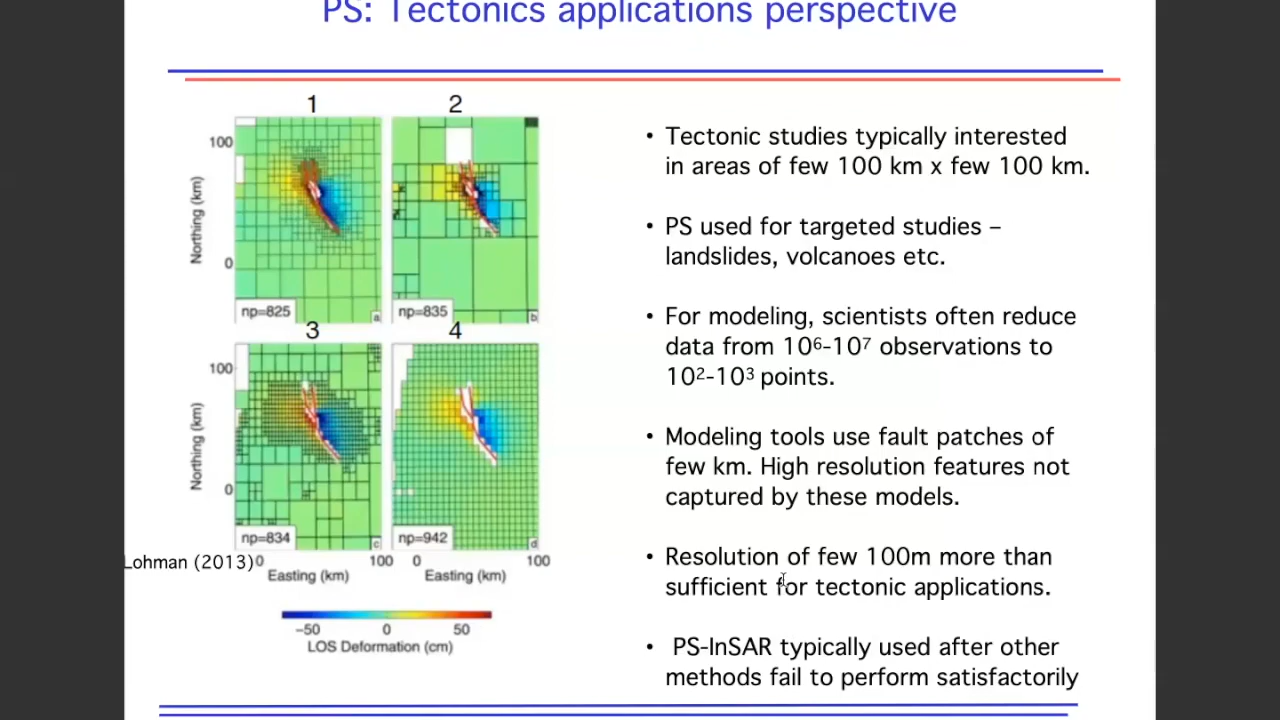 PS: Tectonics applications perspective
1
2
100
Northing (km)
0
np=825
a
np=835
b
3
4
100
Northing (km)
0
np=834
c
np=942
d
Lohman (2013)
0
100
0
100
Easting (km)
Easting (km)
−50
0
50
LOS Deformation (cm)
• Tectonic studies typically interested
in areas of few 100 km x few 100 km.
• PS used for targeted studies –
landslides, volcanoes etc.
• For modeling, scientists often reduce
data from 10⁶-10⁷ observations to
10²-10³ points.
• Modeling tools use fault patches of
few km. High resolution features not
captured by these models.
• Resolution of few 100m more than
sufficient for tectonic applications.
• PS-InSAR typically used after other
methods fail to perform satisfactorily